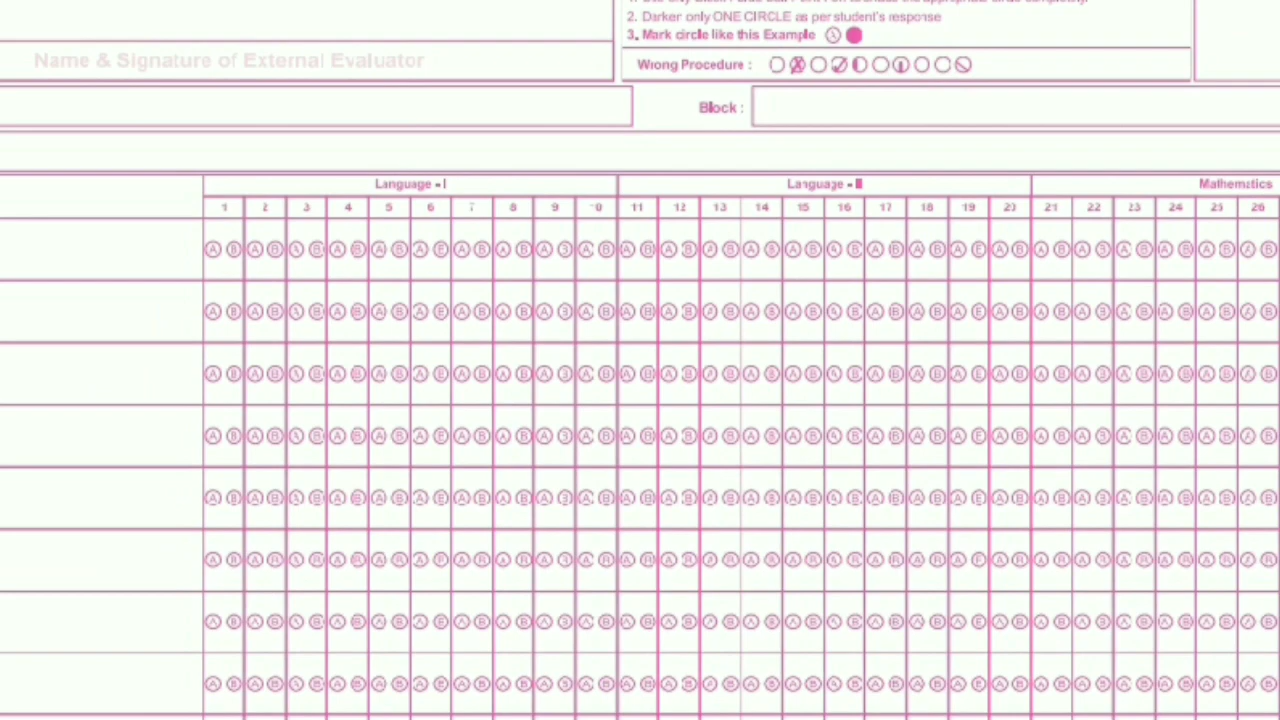 2. Darker only ONE CIRCLE as per student's response
3. Mark circle like this Example Ⓐ
Name & Signature of External Evaluator
Wrong Procedure :
Block :
Language - I Language - II Mathematics
1 2 3 4 5 6 7 8 9 10 11 12 13 14 15 16 17 18 19 20 21 22 23 24 25 26
A B A B A B A B A B A B A B A B A B A B A B A B A B A B A B A B A B A B A B A B A B A B A B A B A B A B
A B A B A B A B A B A B A B A B A B A B A B A B A B A B A B A B A B A B A B A B A B A B A B A B A B A B
A B A B A B A B A B A B A B A B A B A B A B A B A B A B A B A B A B A B A B A B A B A B A B A B A B A B
A B A B A B A B A B A B A B A B A B A B A B A B A B A B A B A B A B A B A B A B A B A B A B A B A B A B
A B A B A B A B A B A B A B A B A B A B A B A B A B A B A B A B A B A B A B A B A B A B A B A B A B A B
A B A B A B A B A B A B A B A B A B A B A B A B A B A B A B A B A B A B A B A B A B A B A B A B A B A B
A B A B A B A B A B A B A B A B A B A B A B A B A B A B A B A B A B A B A B A B A B A B A B A B A B A B
A B A B A B A B A B A B A B A B A B A B A B A B A B A B A B A B A B A B A B A B A B A B A B A B A B A B